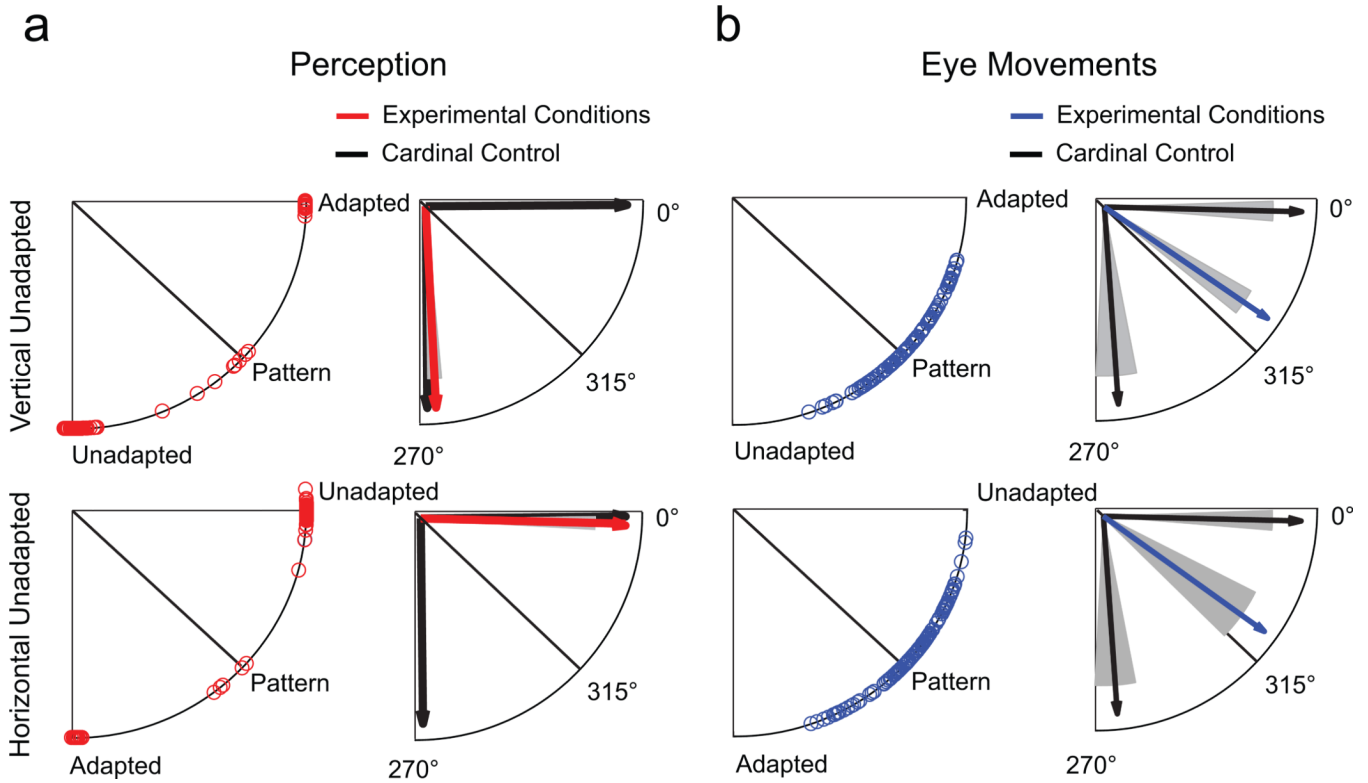 a
b
Perception
Eye Movements
Experimental Conditions
Cardinal Control
Experimental Conditions
Cardinal Control
Vertical Unadapted
Adapted
Pattern
Unadapted
0°
315°
270°
Adapted
Pattern
Unadapted
0°
315°
270°
Horizontal Unadapted
Unadapted
Pattern
Adapted
0°
315°
270°
Unadapted
Pattern
Adapted
0°
315°
270°